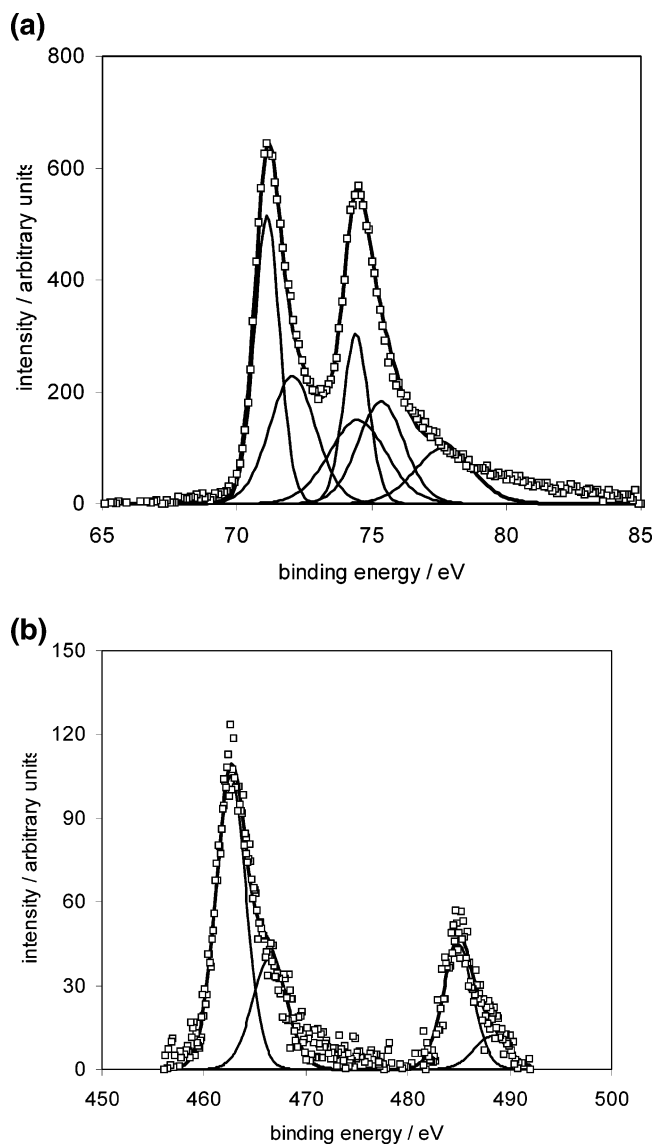 (a)
800
600
400
200
0
65 70 75 80 85
intensity / arbitrary units
binding energy / eV
(b)
150
120
90
60
30
0
450 460 470 480 490 500
intensity / arbitrary units
binding energy / eV